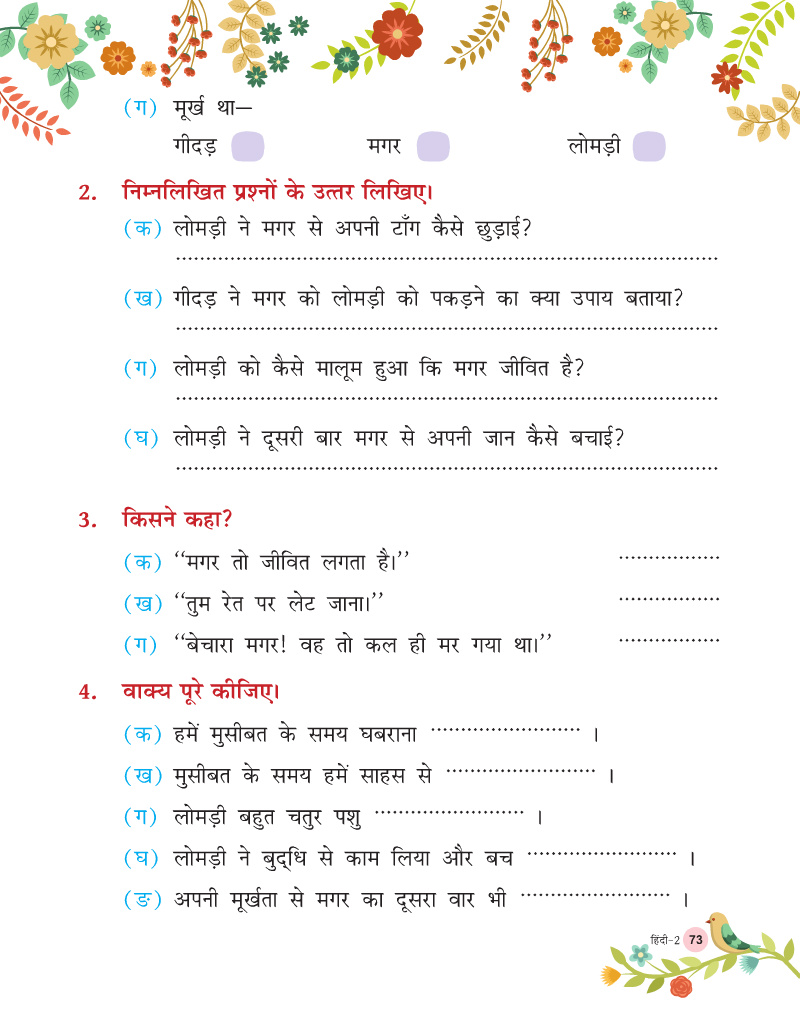 (ग) मूर्ख था—
गीदड़ मगर लोमड़ी
2. निम्नलिखित प्रश्नों के उत्तर लिखिए।
(क) लोमड़ी ने मगर से अपनी टाँग कैसे छुड़ाई?
................................................................................
(ख) गीदड़ ने मगर को लोमड़ी को पकड़ने का क्या उपाय बताया?
................................................................................
(ग) लोमड़ी को कैसे मालूम हुआ कि मगर जीवित है?
................................................................................
(घ) लोमड़ी ने दूसरी बार मगर से अपनी जान कैसे बचाई?
................................................................................
3. किसने कहा?
(क) ‘‘मगर तो जीवित लगता है।’’ .................
(ख) ‘‘तुम रेत पर लेट जाना।’’ .................
(ग) ‘‘बेचारा मगर! वह तो कल ही मर गया था।’’ .................
4. वाक्य पूरे कीजिए।
(क) हमें मुसीबत के समय घबराना ......................... ।
(ख) मुसीबत के समय हमें साहस से ......................... ।
(ग) लोमड़ी बहुत चतुर पशु ......................... ।
(घ) लोमड़ी ने बुद्‌धि से काम लिया और बच ......................... ।
(ङ) अपनी मूर्खता से मगर का दूसरा वार भी ......................... ।
हिंदी–2 73